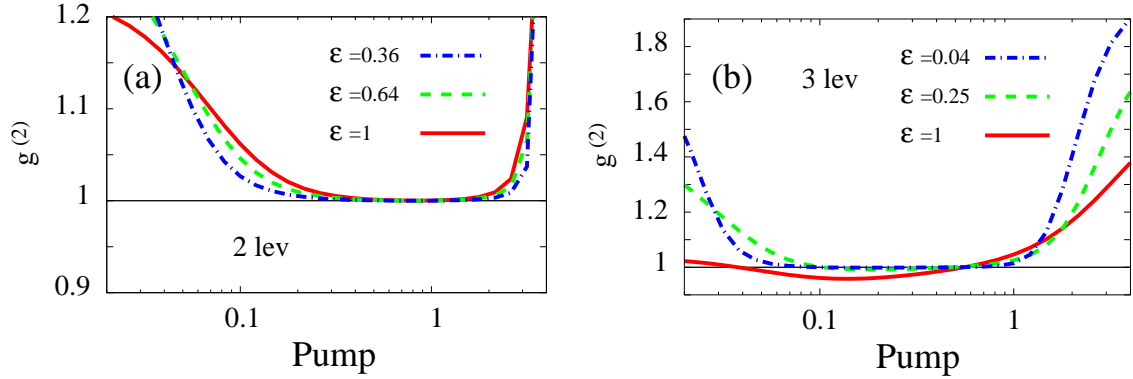 1.2
1.1
1
0.9
g (2)
(a)
ε =0.36
ε =0.64
ε =1
2 lev
0.1
1
Pump
1.8
1.6
1.4
1.2
1
g (2)
(b)
3 lev
ε =0.04
ε =0.25
ε =1
0.1
1
Pump